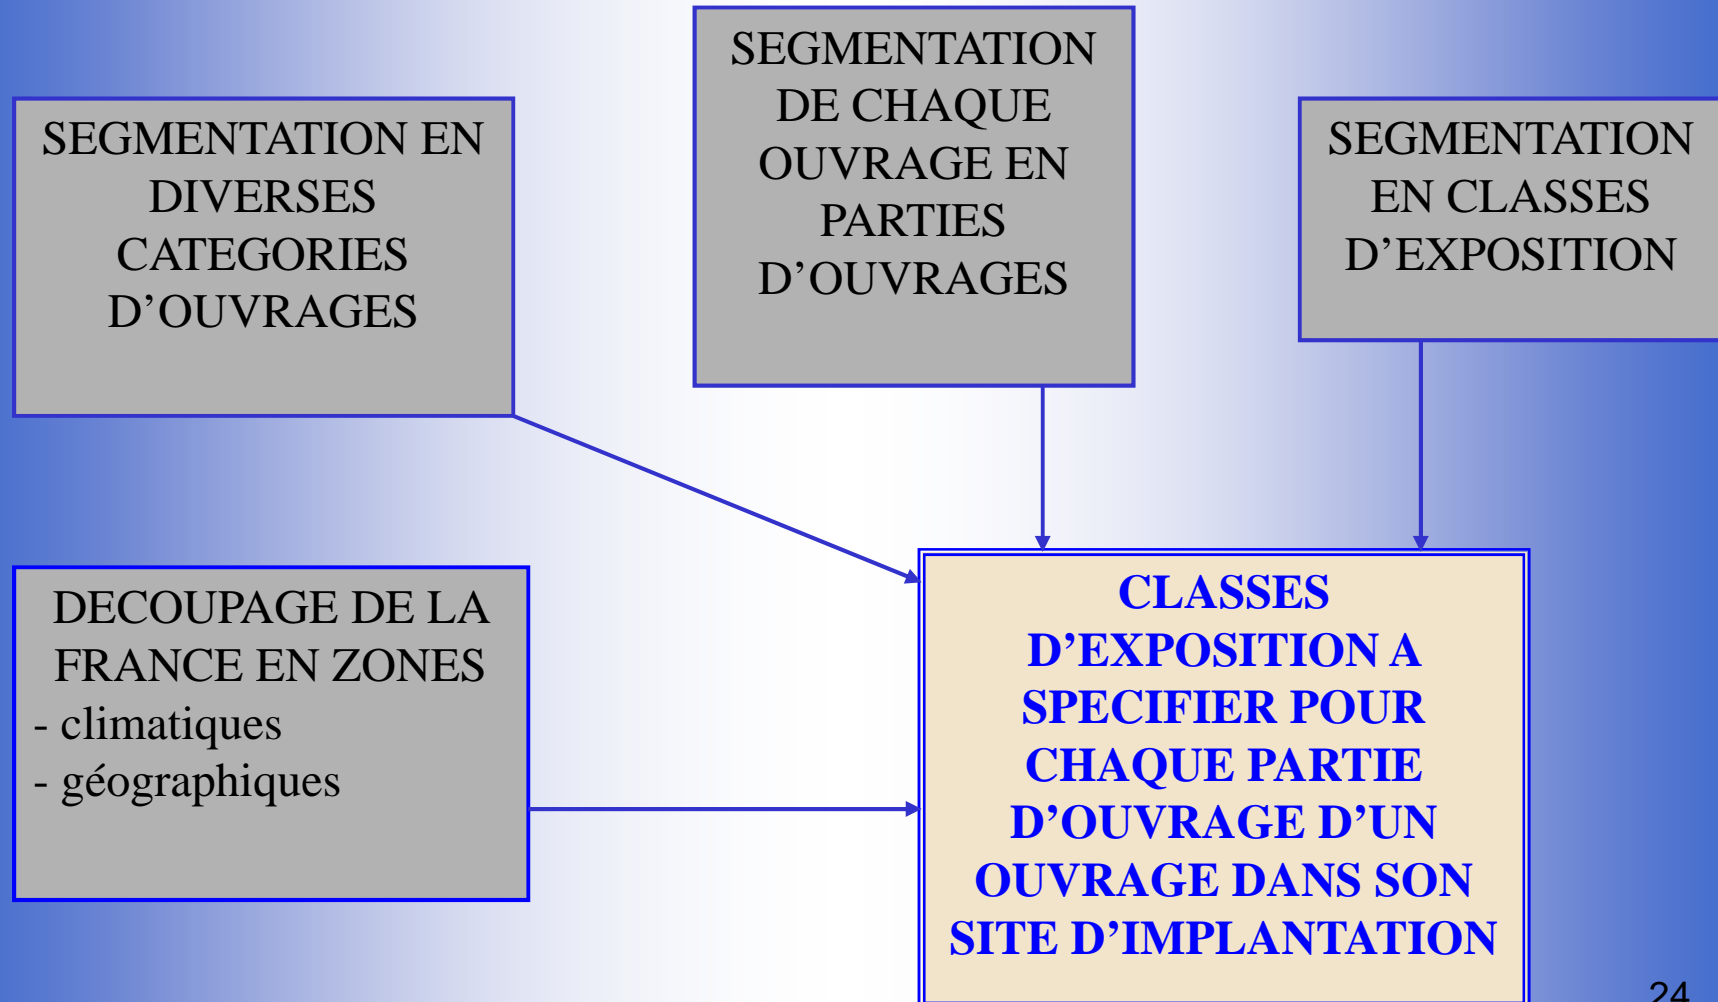 SEGMENTATION EN
DIVERSES
CATEGORIES
D’OUVRAGES
SEGMENTATION
DE CHAQUE
OUVRAGE EN
PARTIES
D’OUVRAGES
SEGMENTATION
EN CLASSES
D’EXPOSITION
DECOUPAGE DE LA
FRANCE EN ZONES
- climatiques
- géographiques
CLASSES
D’EXPOSITION A
SPECIFIER POUR
CHAQUE PARTIE
D’OUVRAGE D’UN
OUVRAGE DANS SON
SITE D’IMPLANTATION
24